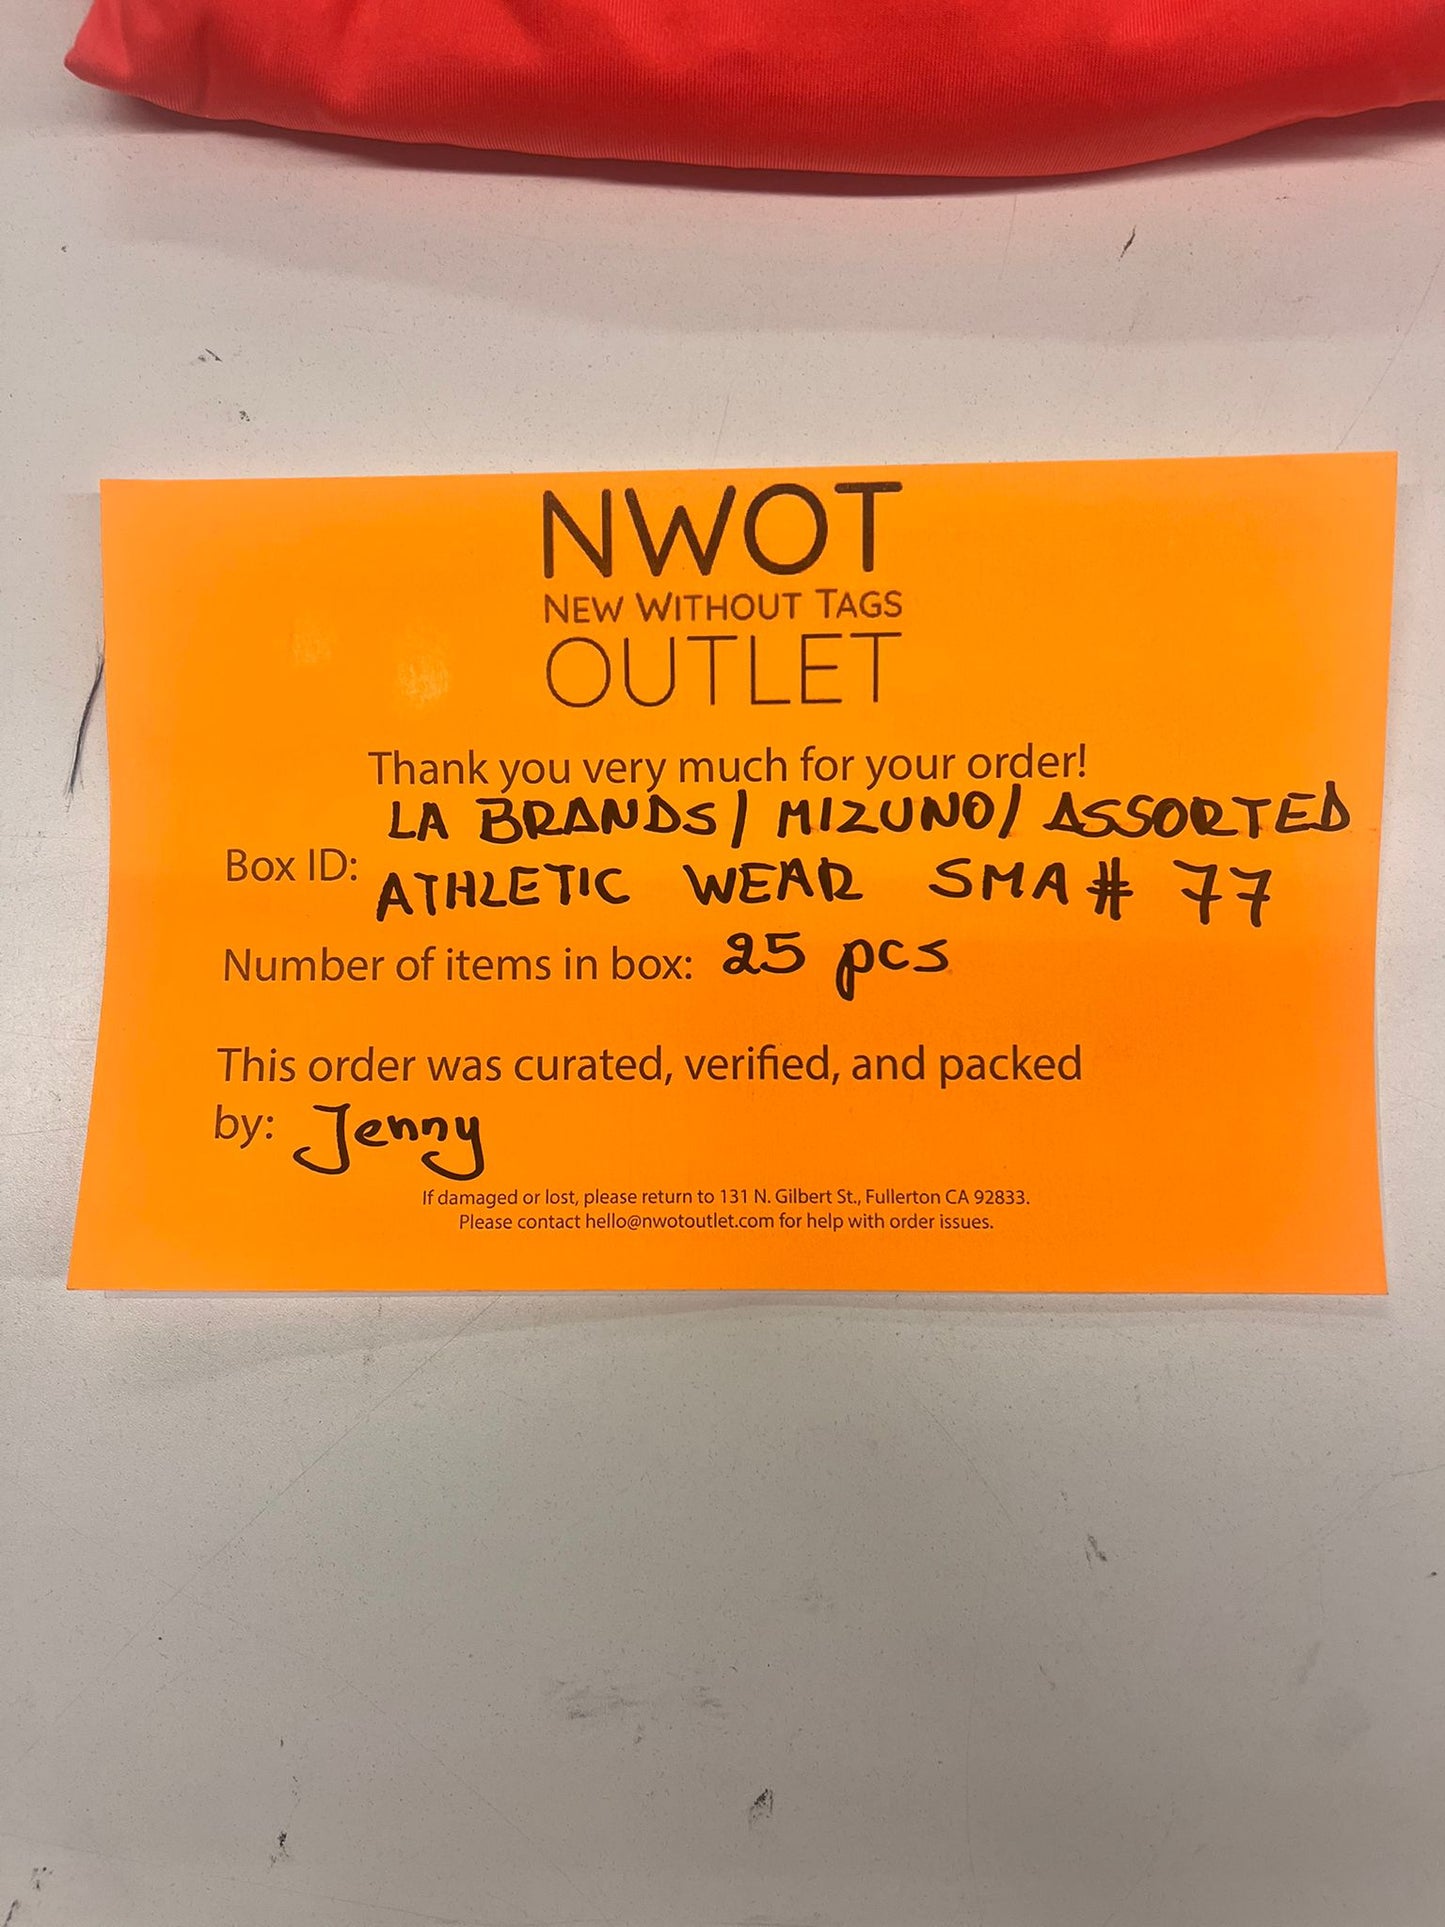 NWOT
NEW WITHOUT TAGS
OUTLET
Thank you very much for your order!
LA BRANDS/ MIZUNO/ ASSORTED
Box ID: ATHLETIC WEAR SMA# 77
Number of items in box: 25 pcs
This order was curated, verified, and packed
by: Jenny
If damaged or lost, please return to 131 N. Gilbert St., Fullerton CA 92833.
Please contact hello@nwotoutlet.com for help with order issues.